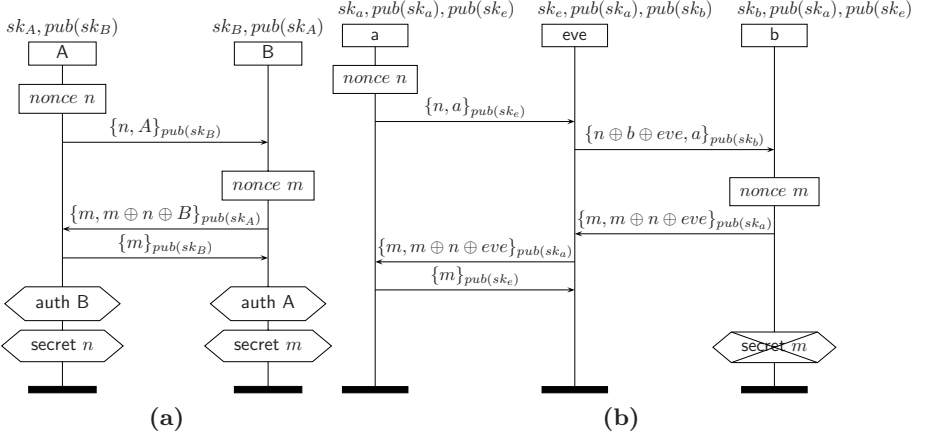 sk_A, pub(sk_B)
sk_B, pub(sk_A)
A
B
nonce n
{n, A}_pub(sk_B)
nonce m
{m, m ⊕ n ⊕ B}_pub(sk_A)
{m}_pub(sk_B)
auth B
auth A
secret n
secret m
(a)
sk_a, pub(sk_a), pub(sk_e)
sk_e, pub(sk_a), pub(sk_b)
sk_b, pub(sk_a), pub(sk_e)
a
eve
b
nonce n
{n, a}_pub(sk_e)
{n ⊕ b ⊕ eve, a}_pub(sk_b)
nonce m
{m, m ⊕ n ⊕ eve}_pub(sk_a)
{m, m ⊕ n ⊕ eve}_pub(sk_a)
{m}_pub(sk_e)
secret m
(b)